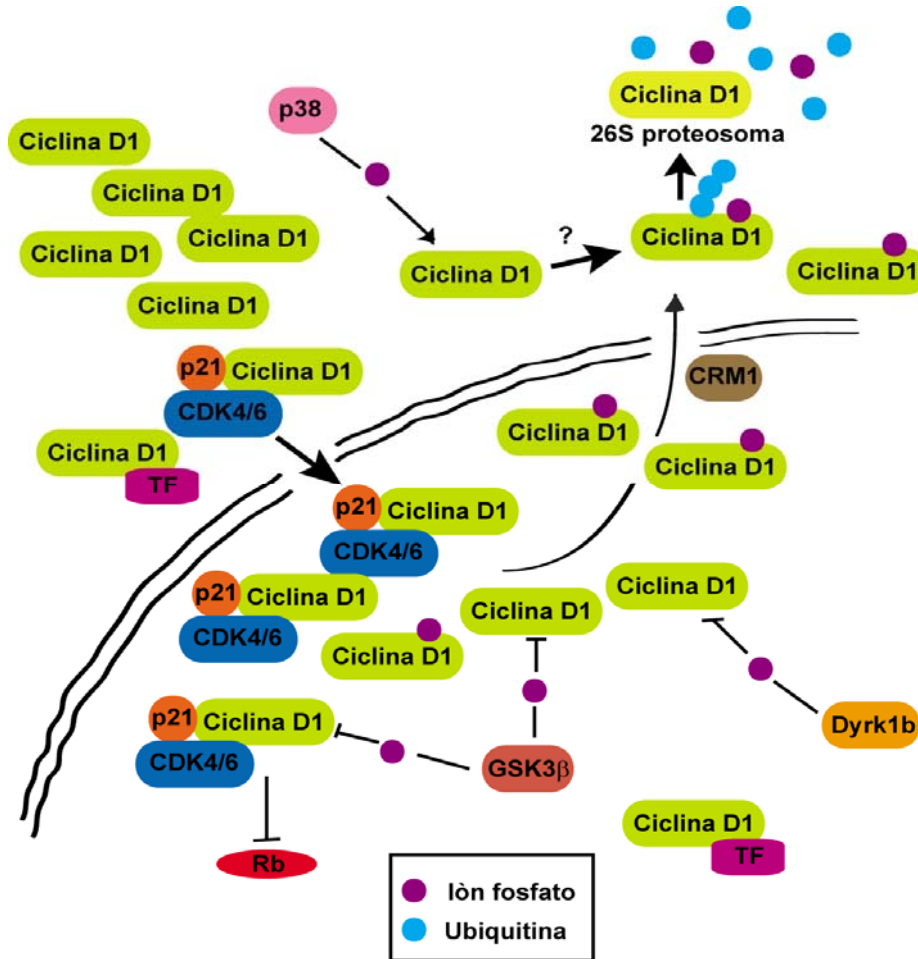 Ciclina D1
26S proteosoma
p38
Ciclina D1
Ciclina D1
Ciclina D1
Ciclina D1
Ciclina D1
?
Ciclina D1
Ciclina D1
Ciclina D1
Ciclina D1
p21
Ciclina D1
CDK4/6
CRM1
Ciclina D1
Ciclina D1
TF
Ciclina D1
p21
Ciclina D1
CDK4/6
p21
Ciclina D1
CDK4/6
Ciclina D1
Ciclina D1
Ciclina D1
p21
Ciclina D1
CDK4/6
GSK3β
Dyrk1b
Ciclina D1
TF
Rb
Iòn fosfato
Ubiquitina